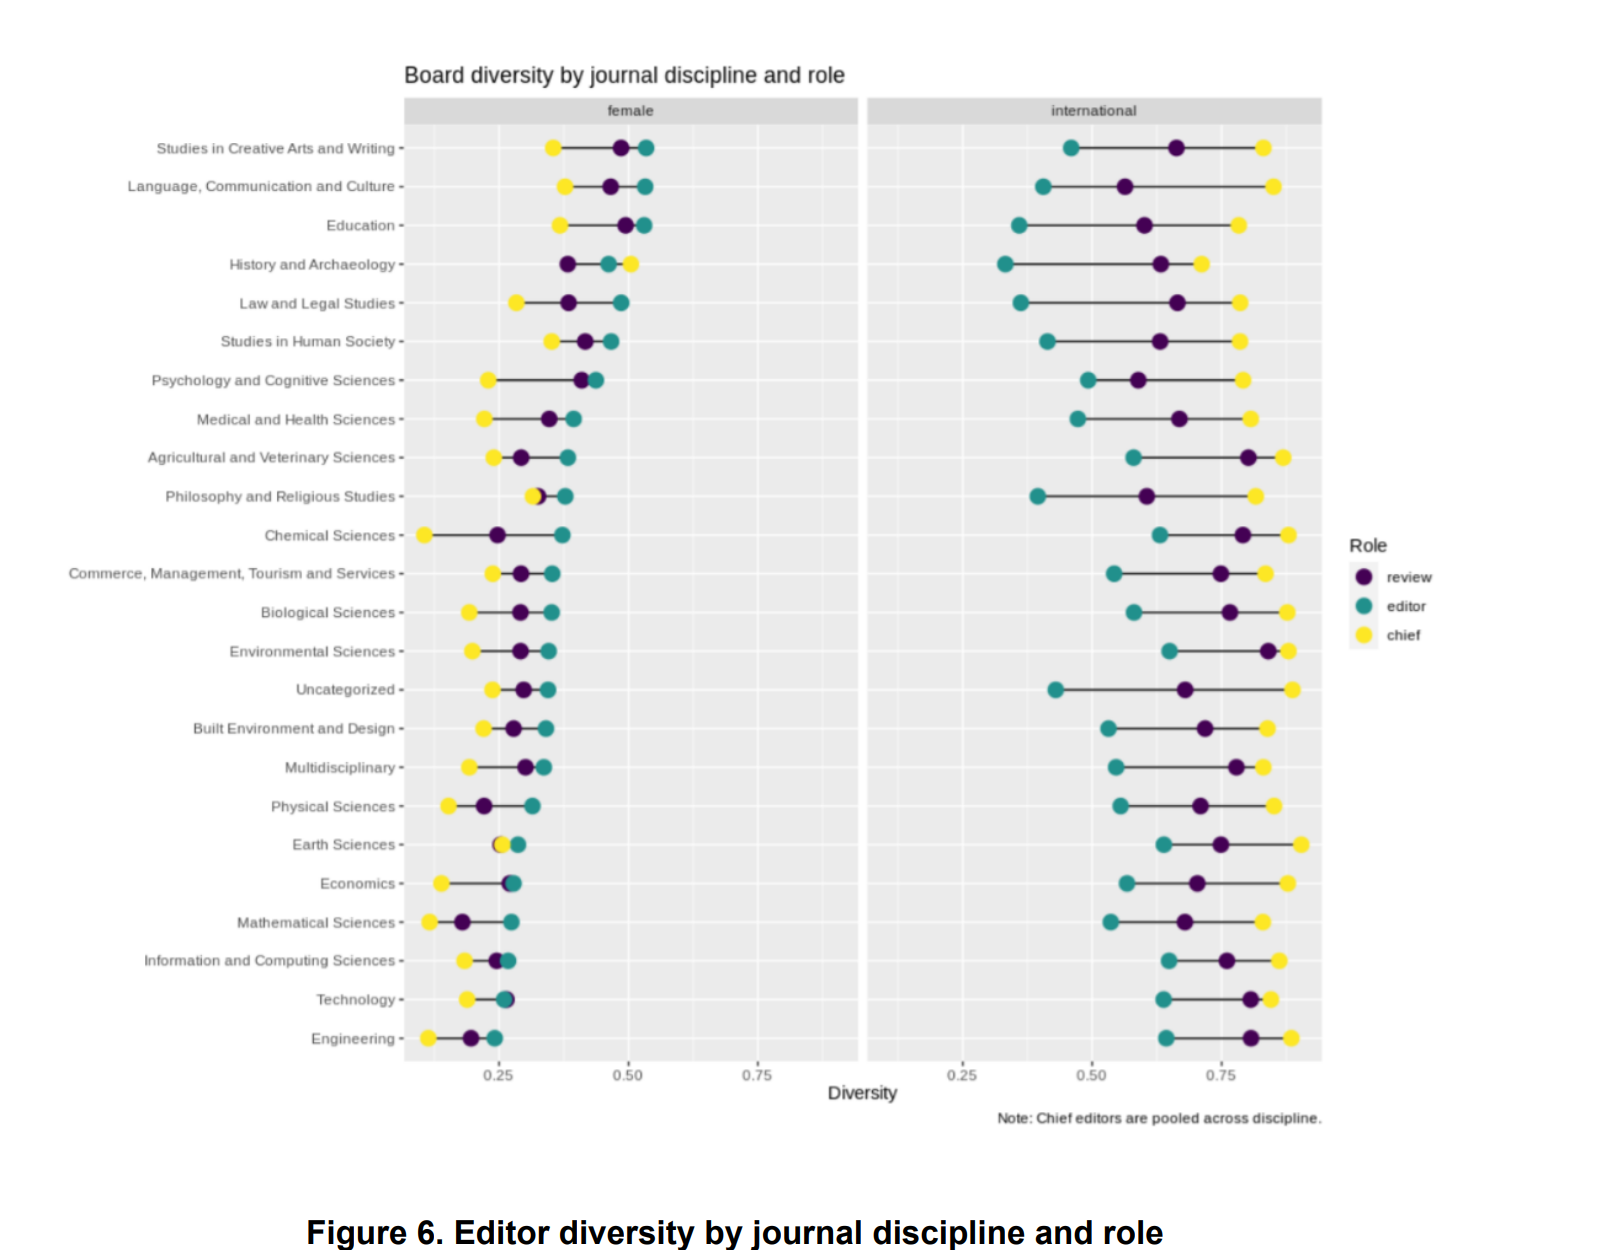 Board diversity by journal discipline and role
female
international
Studies in Creative Arts and Writing
Language, Communication and Culture
Education
History and Archaeology
Law and Legal Studies
Studies in Human Society
Psychology and Cognitive Sciences
Medical and Health Sciences
Agricultural and Veterinary Sciences
Philosophy and Religious Studies
Chemical Sciences
Commerce, Management, Tourism and Services
Biological Sciences
Environmental Sciences
Uncategorized
Built Environment and Design
Multidisciplinary
Physical Sciences
Earth Sciences
Economics
Mathematical Sciences
Information and Computing Sciences
Technology
Engineering
0.25 0.50 0.75
0.25 0.50 0.75
Diversity
Note: Chief editors are pooled across discipline.
Role
review
editor
chief
Figure 6. Editor diversity by journal discipline and role